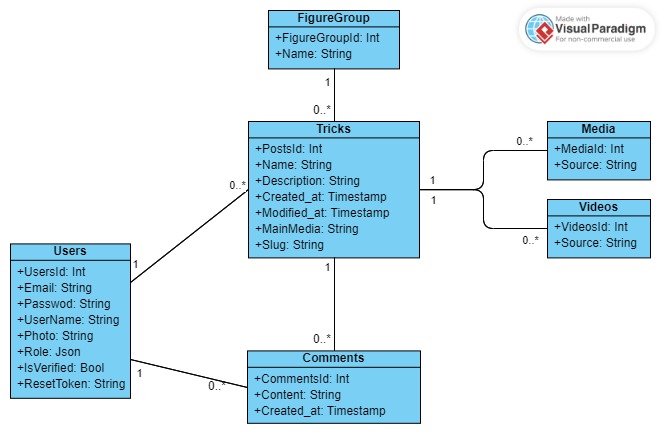 Made with
VisualParadigm
For non-commercial use
FigureGroup
+FigureGroupId: Int
+Name: String
1
0..*
Tricks
+PostsId: Int
+Name: String
+Description: String
+Created_at: Timestamp
+Modified_at: Timestamp
+MainMedia: String
+Slug: String
1
1
0..*
Media
+MediaId: Int
+Source: String
Videos
+VideosId: Int
+Source: String
0..*
0..*
1
Users
+UsersId: Int
+Email: String
+Passwod: String
+UserName: String
+Photo: String
+Role: Json
+IsVerified: Bool
+ResetToken: String
1
0..*
1
0..*
Comments
+CommentsId: Int
+Content: String
+Created_at: Timestamp